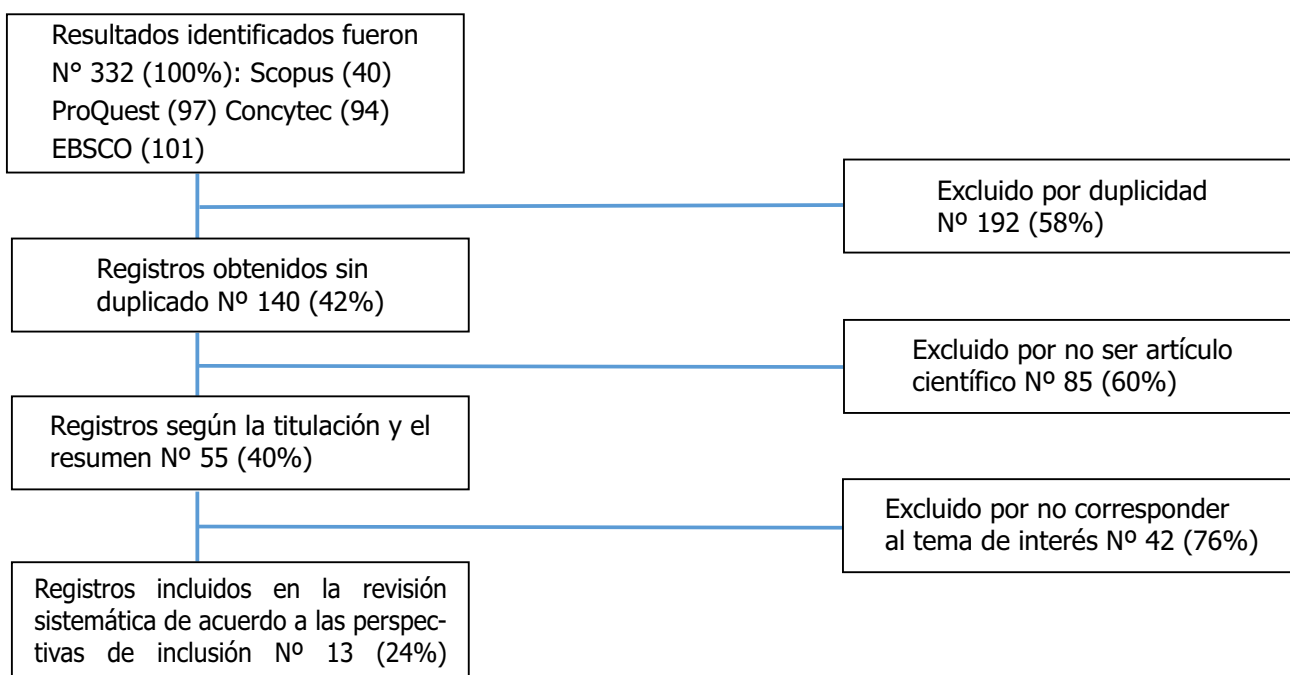 Resultados identificados fueron
N° 332 (100%): Scopus (40)
ProQuest (97) Concytec (94)
EBSCO (101)
Excluido por duplicidad
Nº 192 (58%)
Registros obtenidos sin
duplicado Nº 140 (42%)
Excluido por no ser artículo
científico Nº 85 (60%)
Registros según la titulación y el
resumen Nº 55 (40%)
Excluido por no corresponder
al tema de interés Nº 42 (76%)
Registros incluidos en la revisión
sistemática de acuerdo a las perspec-
tivas de inclusión Nº 13 (24%)